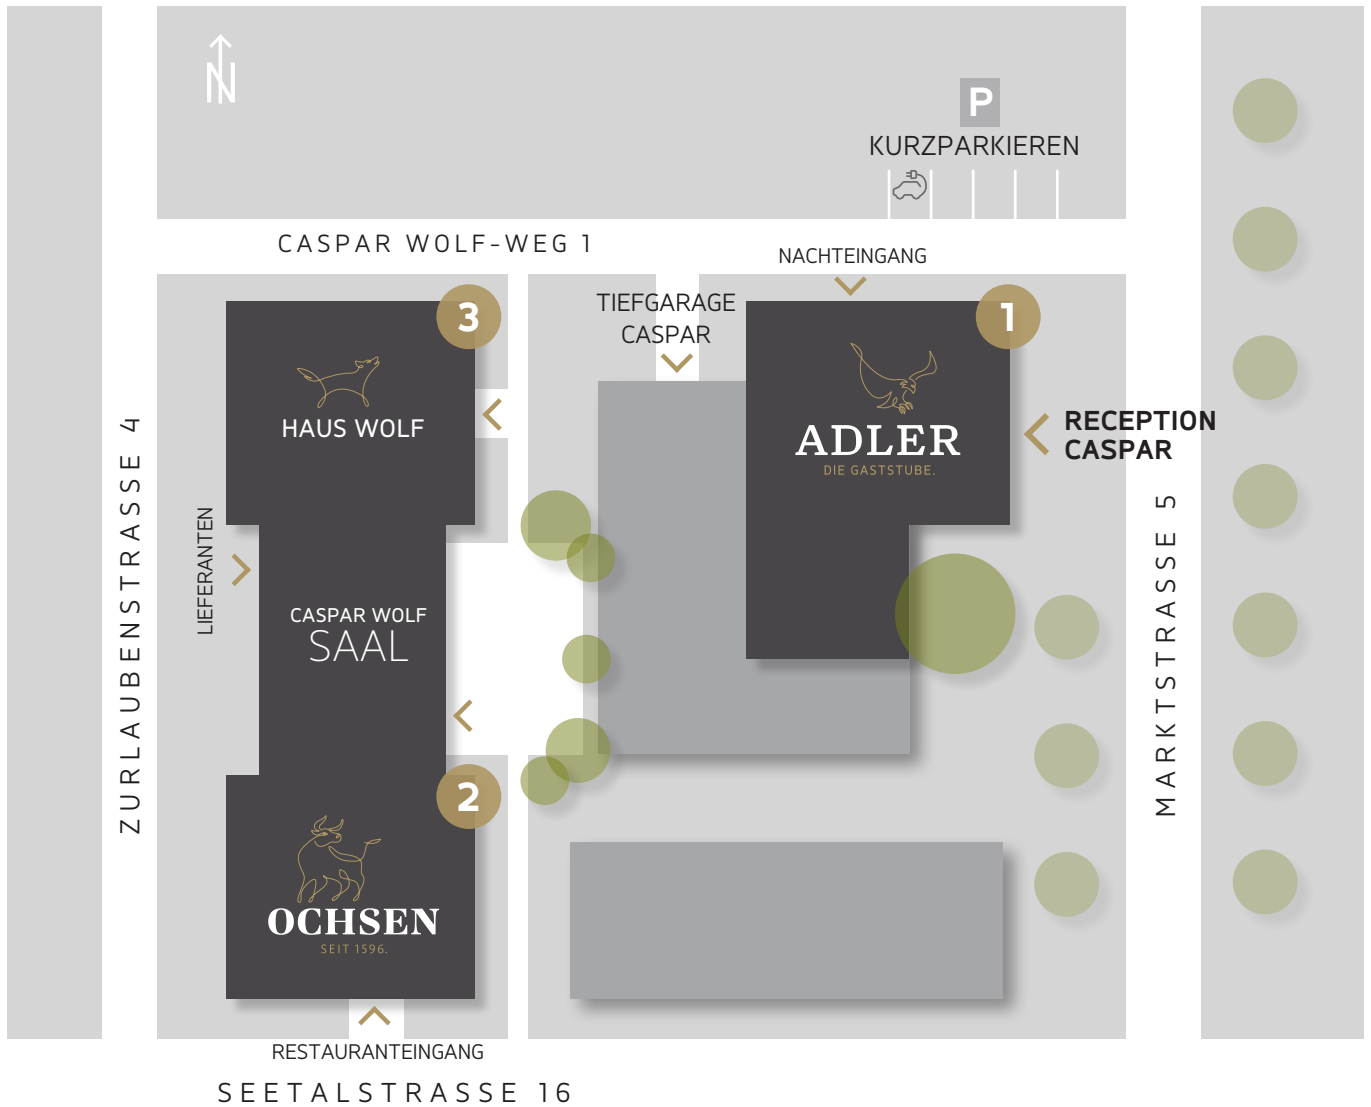 N
P
KURZPARKIEREN
CASPAR WOLF-WEG 1
NACHTEINGANG
TIEFGARAGE
CASPAR
3
HAUS WOLF
1
ADLER
DIE GASTSTUBE.
RECEPTION
CASPAR
ZURLAUBENSTRASSE 4
LIEFERANTEN
CASPAR WOLF
SAAL
MARKTSTRASSE 5
2
OCHSEN
SEIT 1596.
RESTAURANTEINGANG
SEETALSTRASSE 16